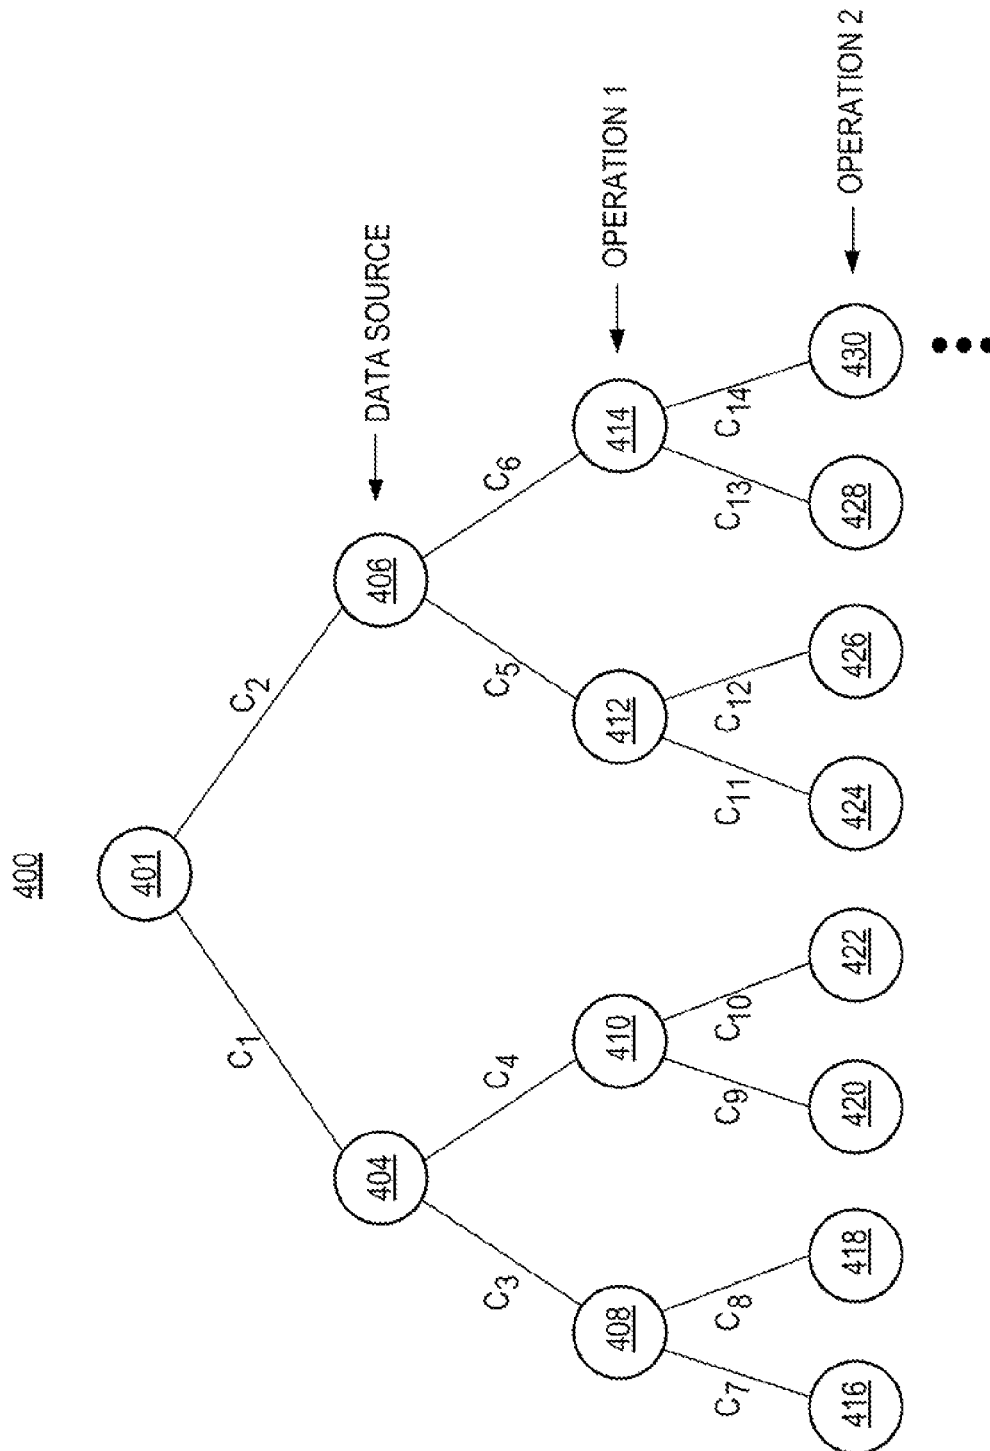 400
401
C1
C2
404
406
DATA SOURCE
C3
C4
C5
C6
408
410
412
414
OPERATION 1
C7
C8
C9
C10
C11
C12
C13
C14
416
418
420
422
424
426
428
430
OPERATION 2